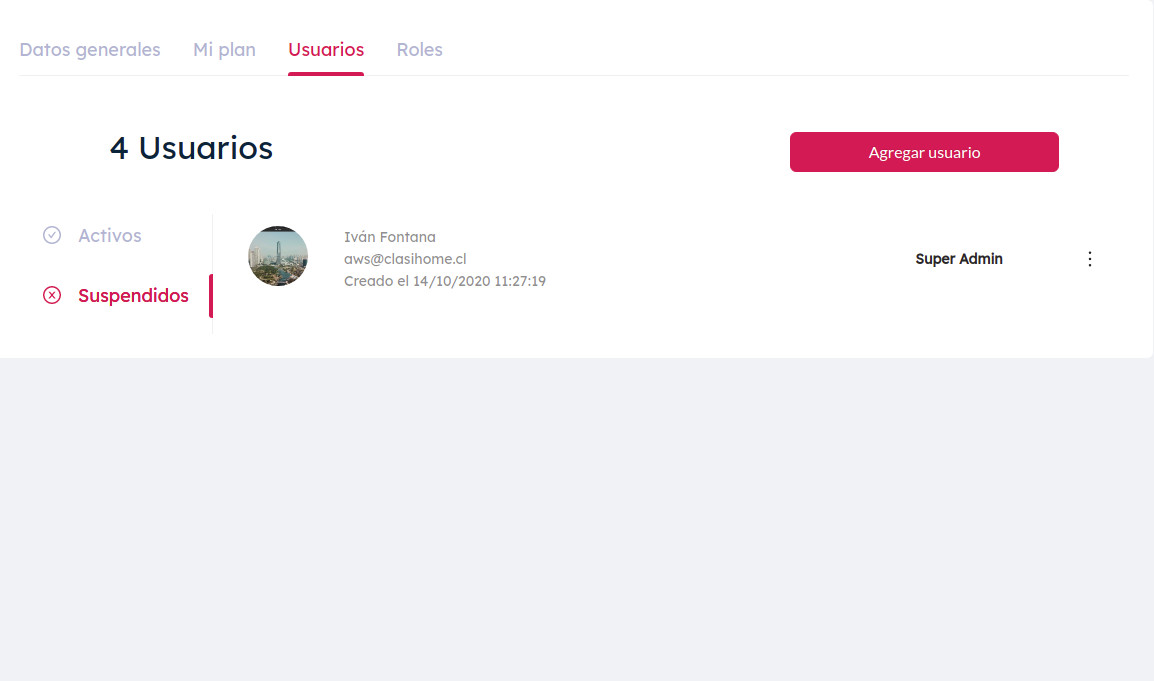 Datos generales Mi plan Usuarios Roles
4 Usuarios
Agregar usuario
Activos
Suspendidos
Iván Fontana
aws@clasihome.cl
Creado el 14/10/2020 11:27:19
Super Admin